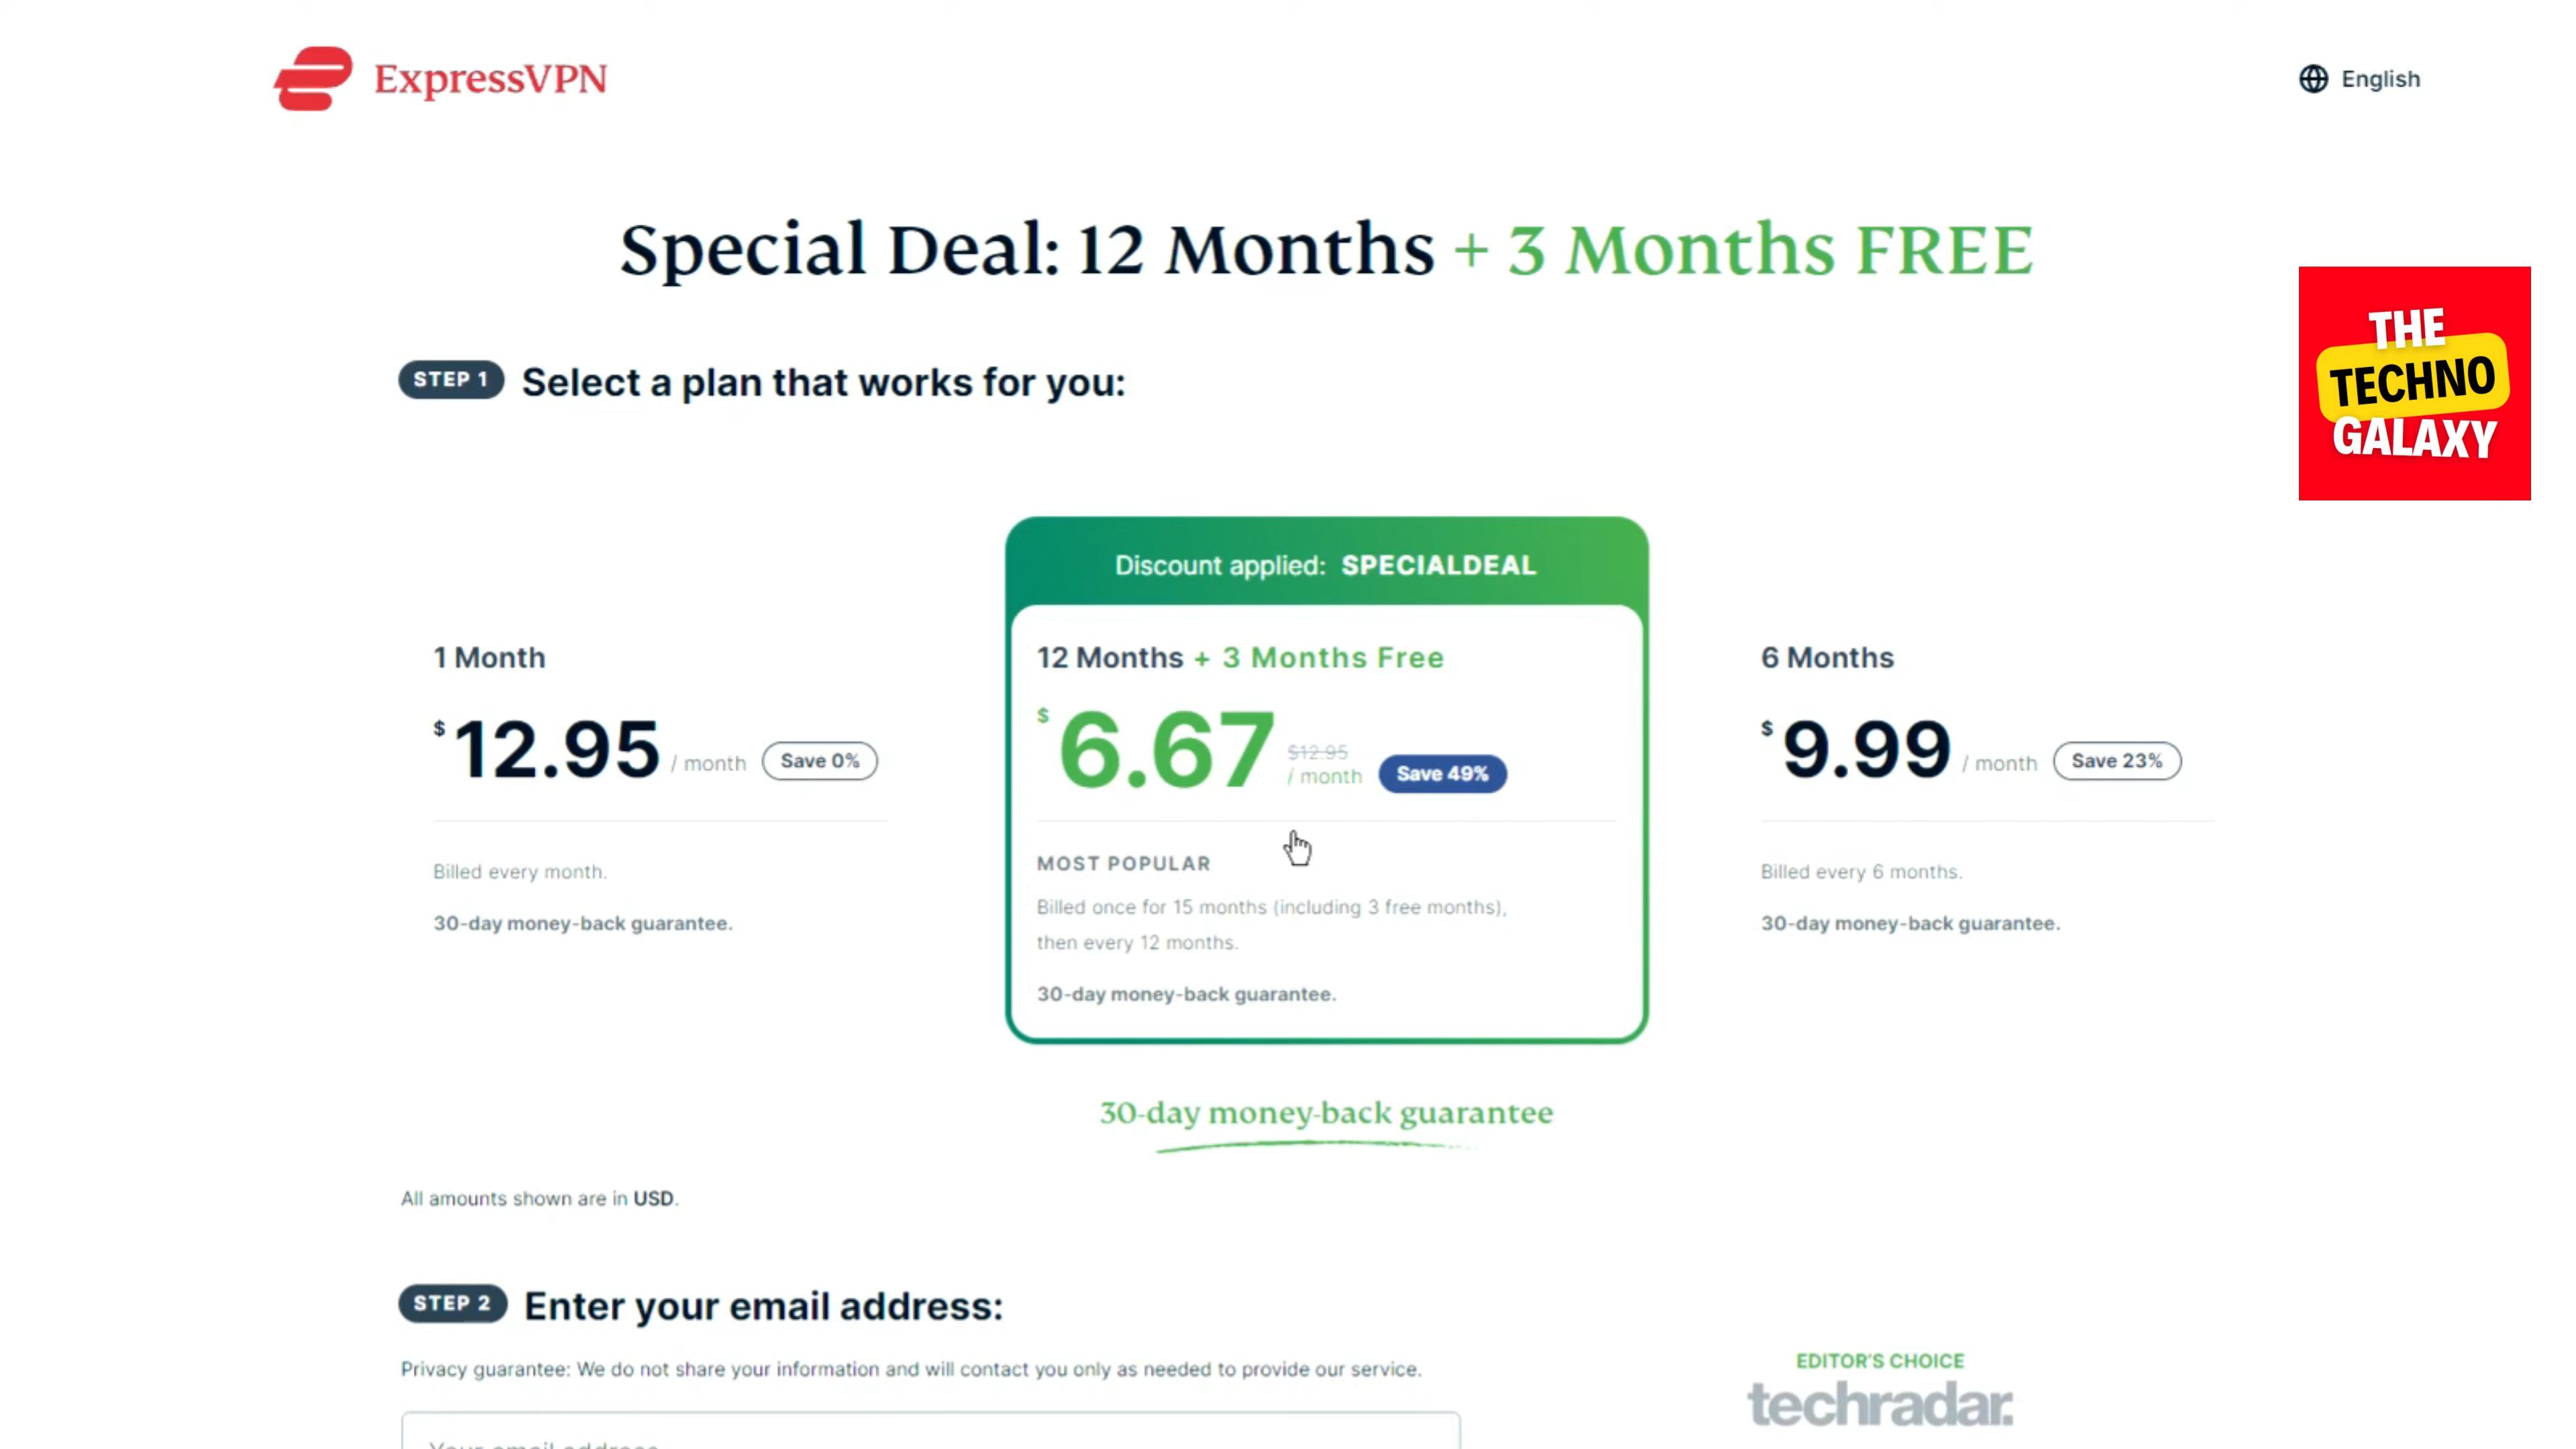 ExpressVPN
English
Special Deal: 12 Months + 3 Months FREE
THE
TECHNO
GALAXY
STEP 1 Select a plan that works for you:
Discount applied: SPECIALDEAL
1 Month
$12.95 / month Save 0%
Billed every month.
30-day money-back guarantee.
12 Months + 3 Months Free
$6.67 $12.95 / month Save 49%
MOST POPULAR
Billed once for 15 months (including 3 free months),
then every 12 months.
30-day money-back guarantee.
6 Months
$9.99 / month Save 23%
Billed every 6 months.
30-day money-back guarantee.
30-day money-back guarantee
All amounts shown are in USD.
STEP 2 Enter your email address:
Privacy guarantee: We do not share your information and will contact you only as needed to provide our service.
Your email address
EDITOR'S CHOICE
techradar.